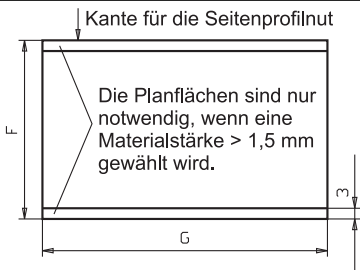 Kante für die Seitenprofilnut
Die Planflächen sind nur
notwendig, wenn eine
Materialstärke > 1,5 mm
gewählt wird.
F
3
G